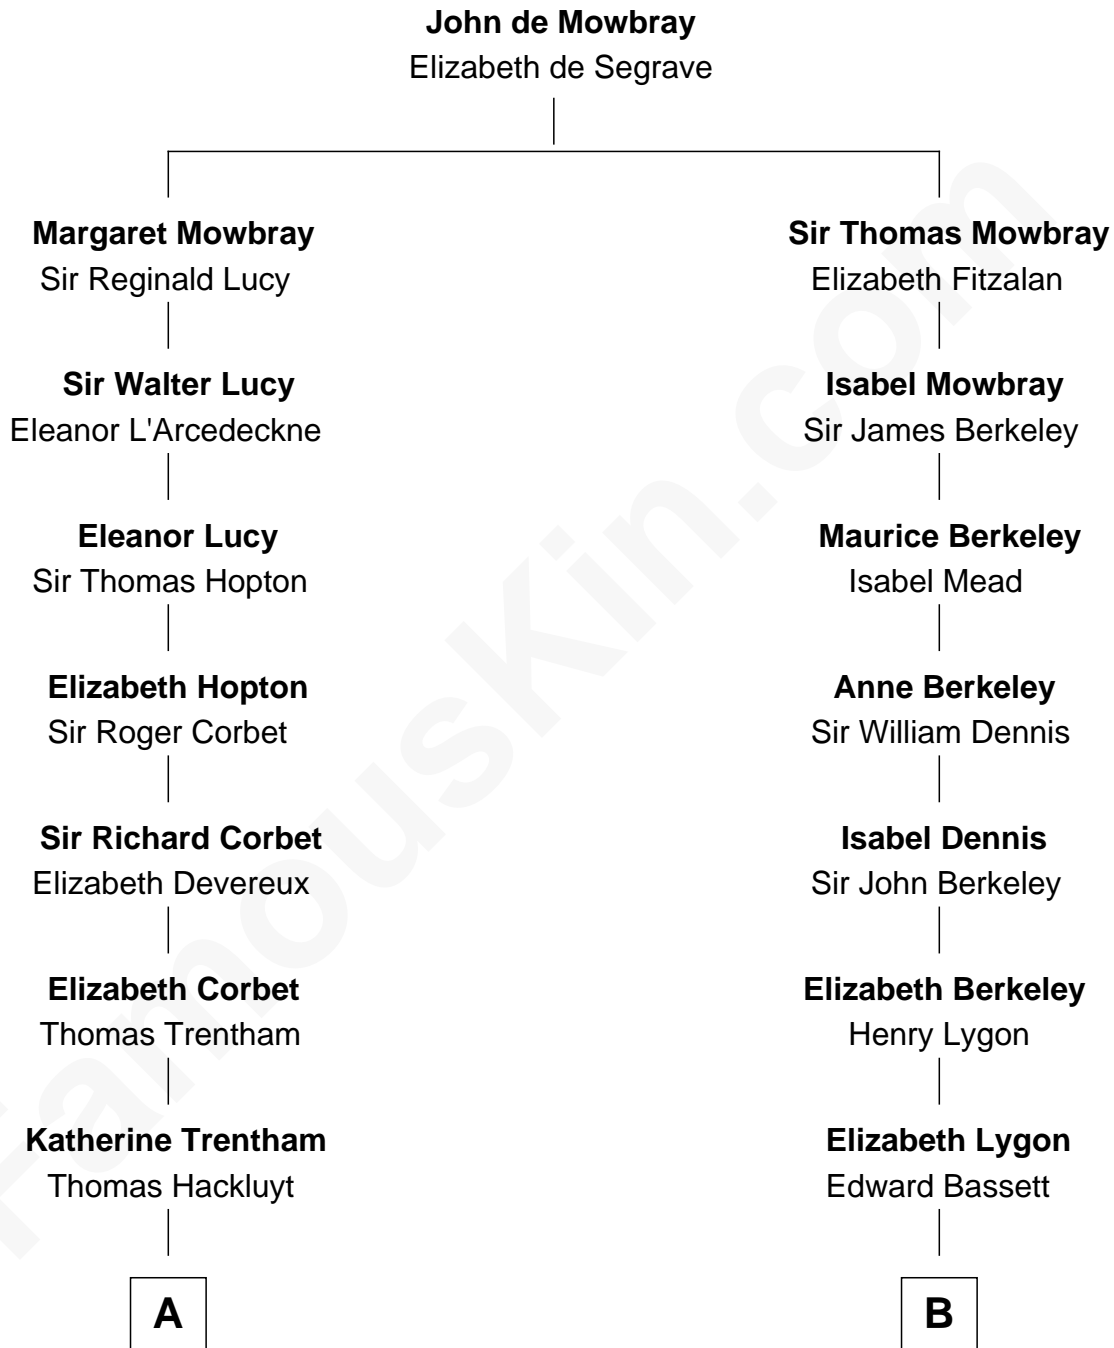 John de Mowbray
Elizabeth de Segrave
Margaret Mowbray
Sir Reginald Lucy
Sir Thomas Mowbray
Elizabeth Fitzalan
Sir Walter Lucy
Eleanor L'Arcedeckne
Isabel Mowbray
Sir James Berkeley
Eleanor Lucy
Sir Thomas Hopton
Maurice Berkeley
Isabel Mead
Elizabeth Hopton
Sir Roger Corbet
Anne Berkeley
Sir William Dennis
Sir Richard Corbet
Elizabeth Devereux
Isabel Dennis
Sir John Berkeley
Elizabeth Corbet
Thomas Trentham
Elizabeth Berkeley
Henry Lygon
Katherine Trentham
Thomas Hackluyt
Elizabeth Lygon
Edward Bassett
A
B
FamousKin.com